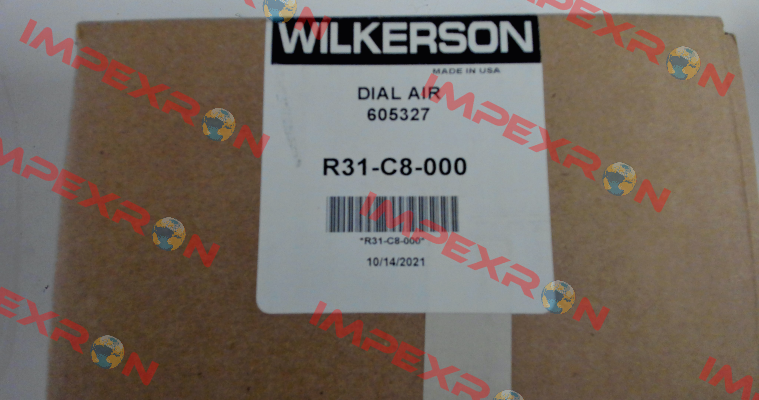 WILKERSON
MADE IN USA
DIAL AIR
605327
R31-C8-000
"R31-C8-000"
10/14/2021
IMPEXRON
IMPEXRON
IMPEXRON
IMPEXRON
IMPEXRON
IMPEXRON